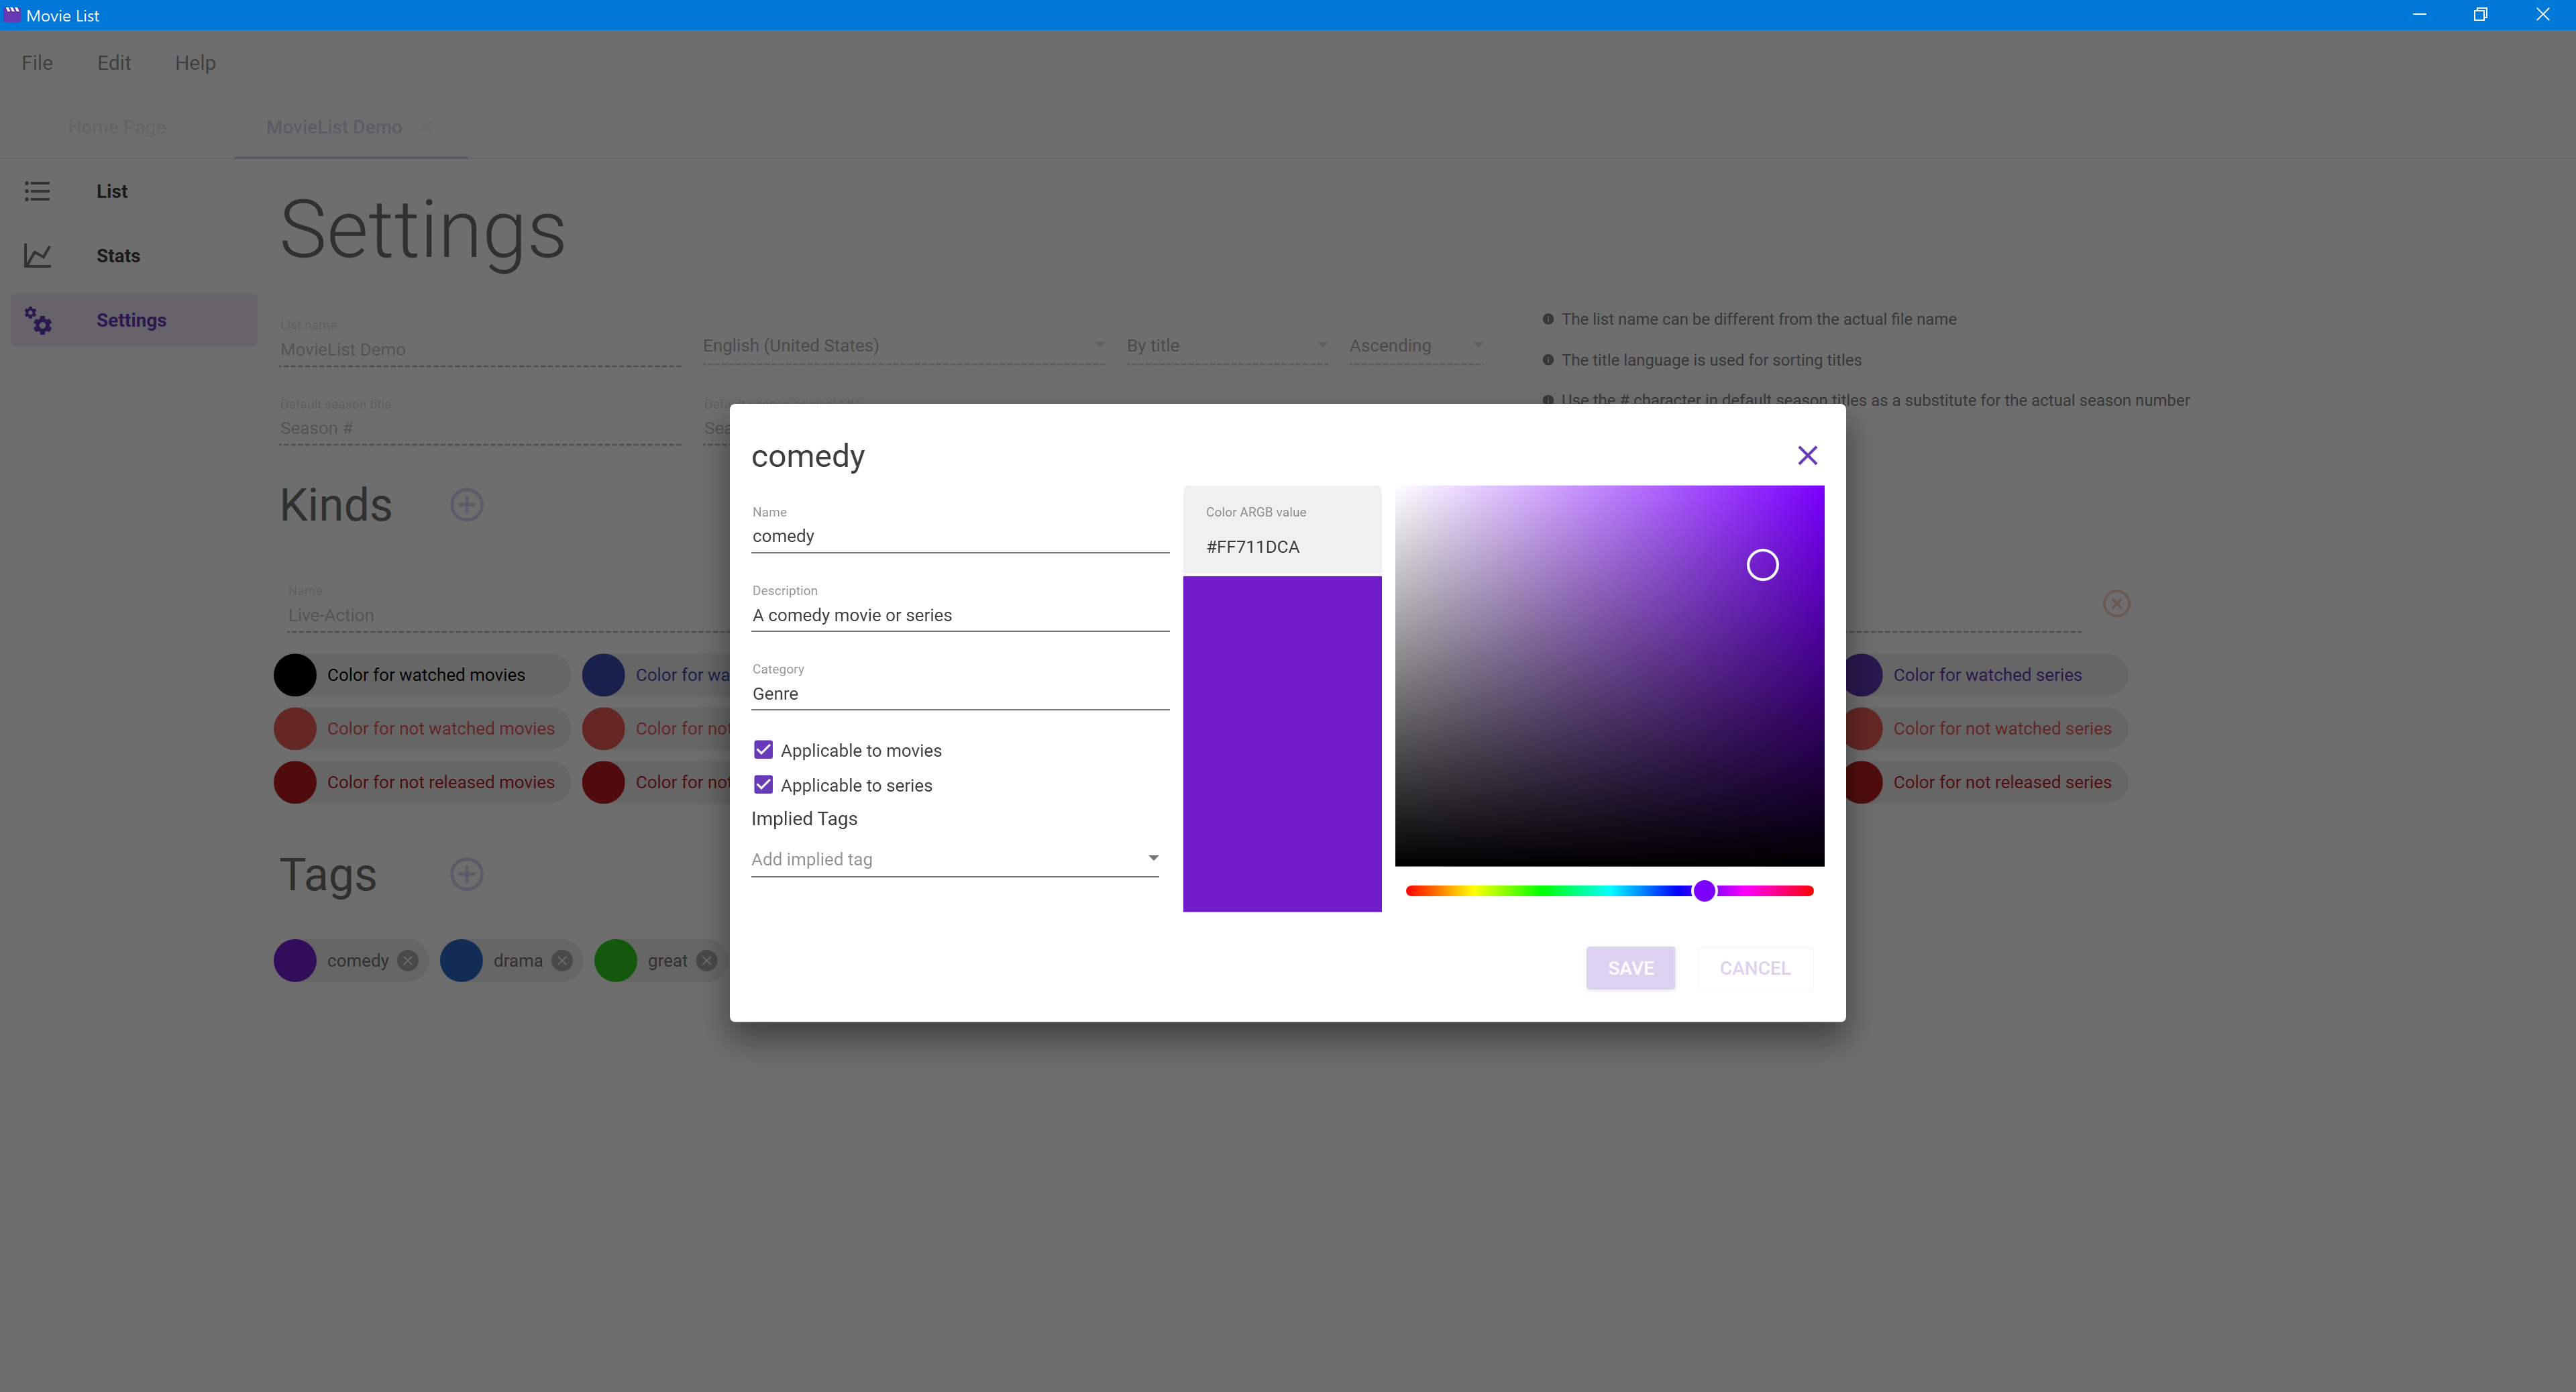 Movie List
File Edit Help
Home Page MovieList Demo
List
Stats
Settings
Settings
List name
MovieList Demo
English (United States)
By title
Ascending
The list name can be different from the actual file name
The title language is used for sorting titles
Use the # character in default season titles as a substitute for the actual season number
Default season title
Season #
Kinds
Name
Live-Action
Color for watched movies
Color for not watched movies
Color for not released movies
Color for
Color for not
Color for not
Color for watched series
Color for not watched series
Color for not released series
Tags
comedy
drama
great
comedy
Name
comedy
Description
A comedy movie or series
Category
Genre
Applicable to movies
Applicable to series
Implied Tags
Add implied tag
Color ARGB value
#FF711DCA
SAVE
CANCEL